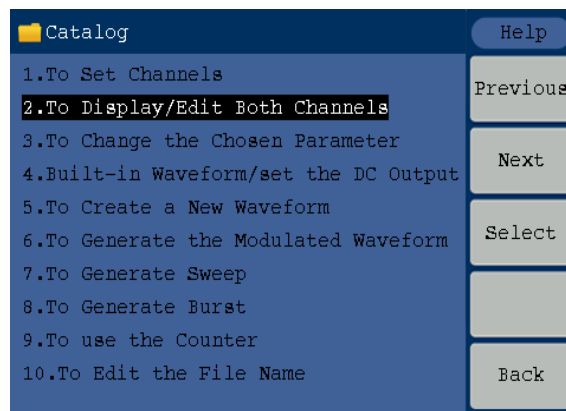 Catalog
Help
1.To Set Channels
2.To Display/Edit Both Channels
3.To Change the Chosen Parameter
4.Built-in Waveform/set the DC Output
5.To Create a New Waveform
6.To Generate the Modulated Waveform
7.To Generate Sweep
8.To Generate Burst
9.To use the Counter
10.To Edit the File Name
Previous
Next
Select
Back